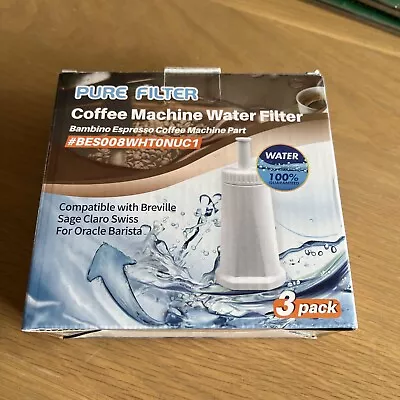 PURE FILTER
Coffee Machine Water Filter
Bambino Espresso Coffee Machine Part
#BES008WHT0NUC1
WATER
100%
GUARANTEED
Compatible with Breville
Sage Claro Swiss
For Oracle Barista
3 pack